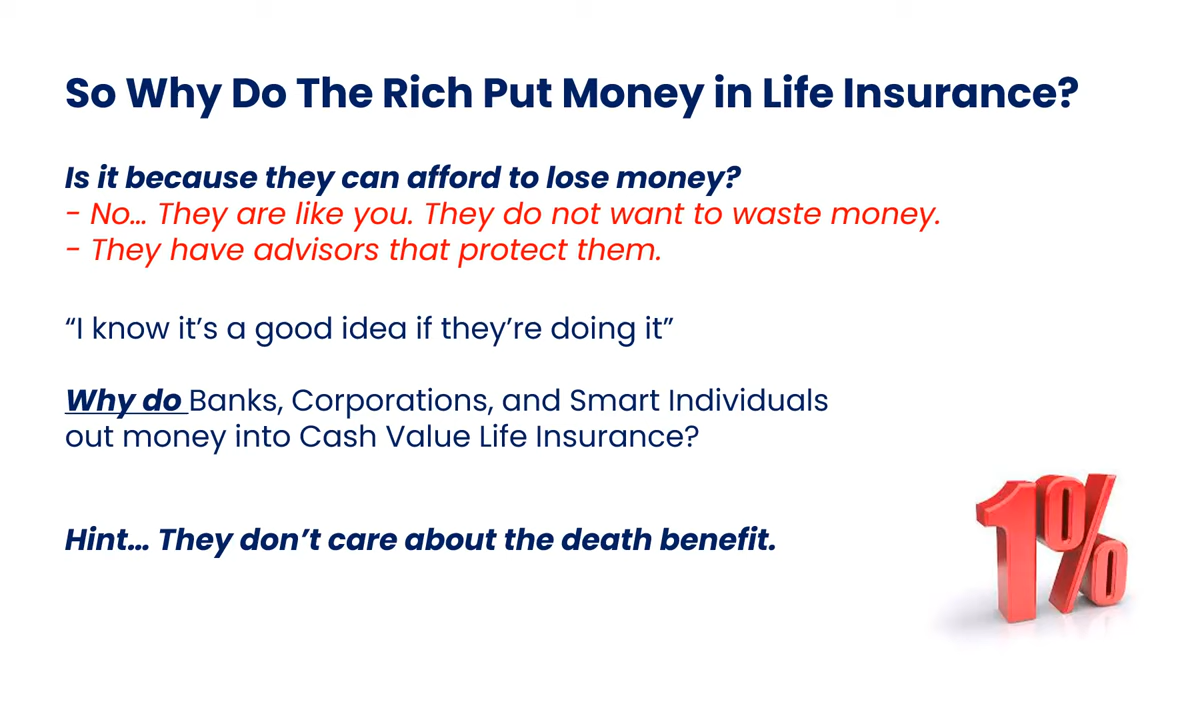 So Why Do The Rich Put Money in Life Insurance?
Is it because they can afford to lose money?
- No... They are like you. They do not want to waste money.
- They have advisors that protect them.
“I know it’s a good idea if they’re doing it”
Why do Banks, Corporations, and Smart Individuals
out money into Cash Value Life Insurance?
Hint... They don’t care about the death benefit.
1%